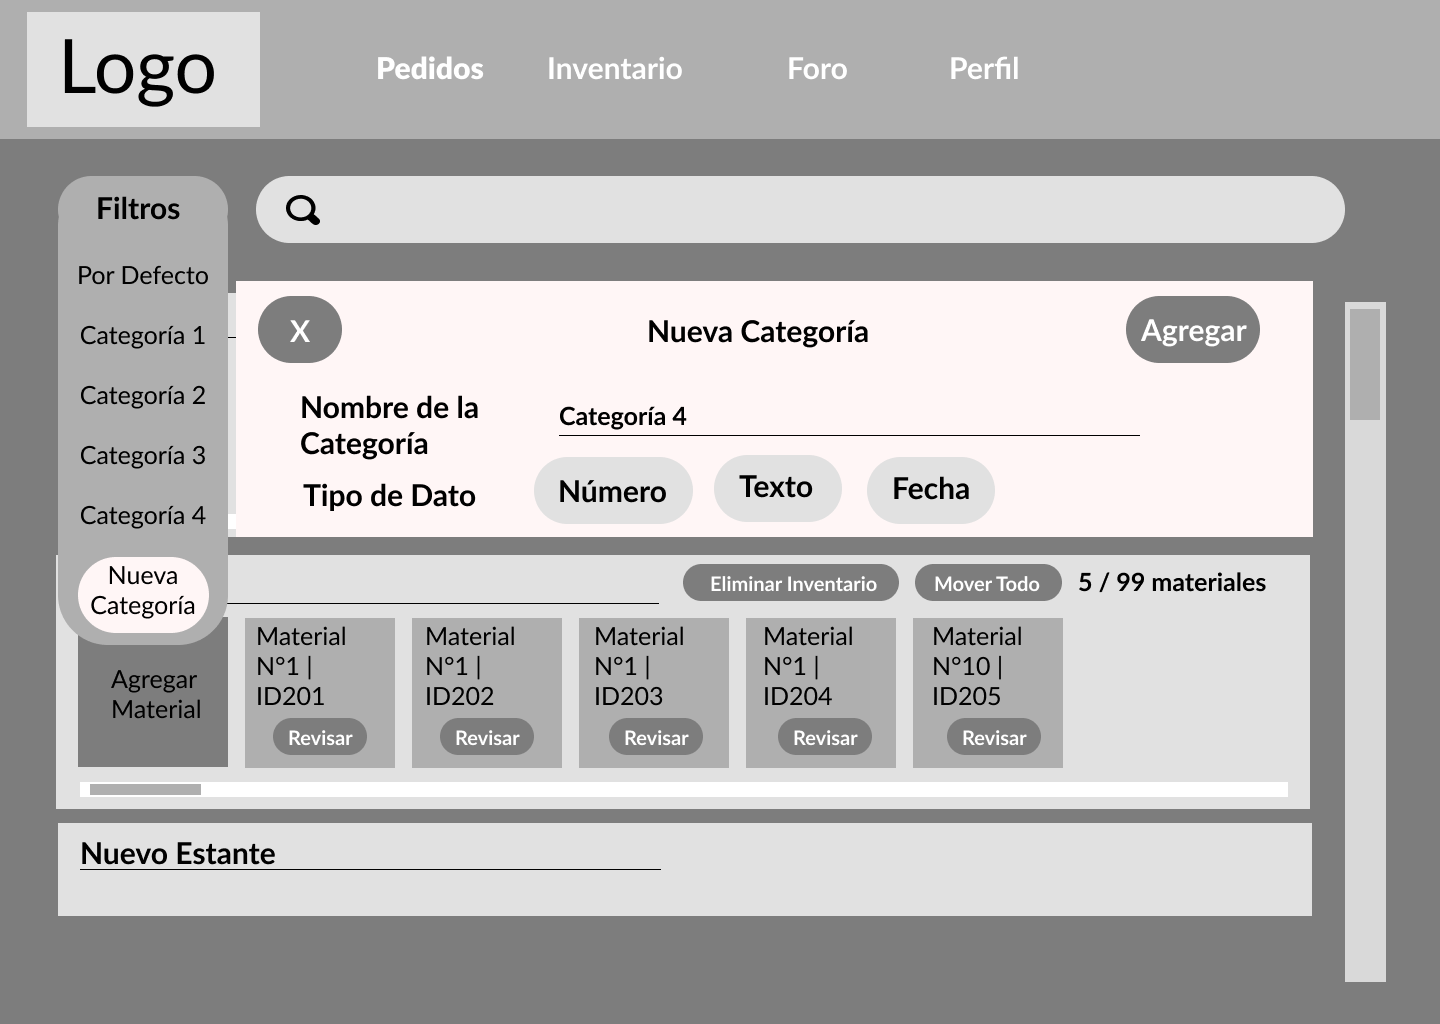 Logo
Pedidos
Inventario
Foro
Perfil
Filtros
Por Defecto
Categoría 1
Categoría 2
Categoría 3
Categoría 4
Nueva
Categoría
X
Nueva Categoría
Agregar
Nombre de la
Categoría
Categoría 4
Tipo de Dato
Número
Texto
Fecha
Eliminar Inventario
Mover Todo
5 / 99 materiales
Agregar
Material
Material
N°1 |
ID201
Revisar
Material
N°1 |
ID202
Revisar
Material
N°1 |
ID203
Revisar
Material
N°1 |
ID204
Revisar
Material
N°10 |
ID205
Revisar
Nuevo Estante